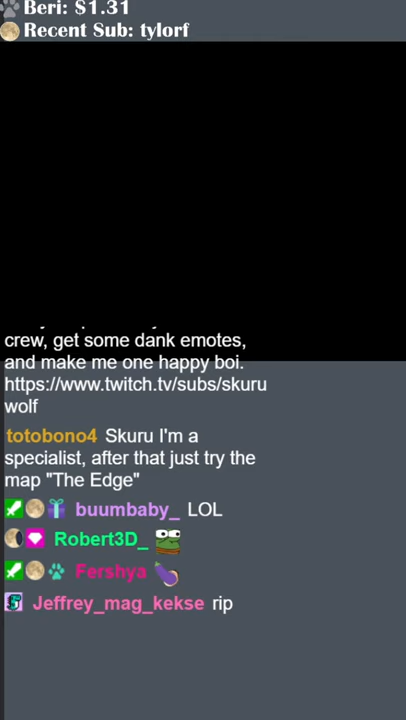 Beri: $1.31
Recent Sub: tylorf
crew, get some dank emotes,
and make me one happy boi.
https://www.twitch.tv/subs/skuru
wolf
totobono4 Skuru I'm a
specialist, after that just try the
map "The Edge"
buumbaby_ LOL
Robert3D_
Fershya
Jeffrey_mag_kekse rip